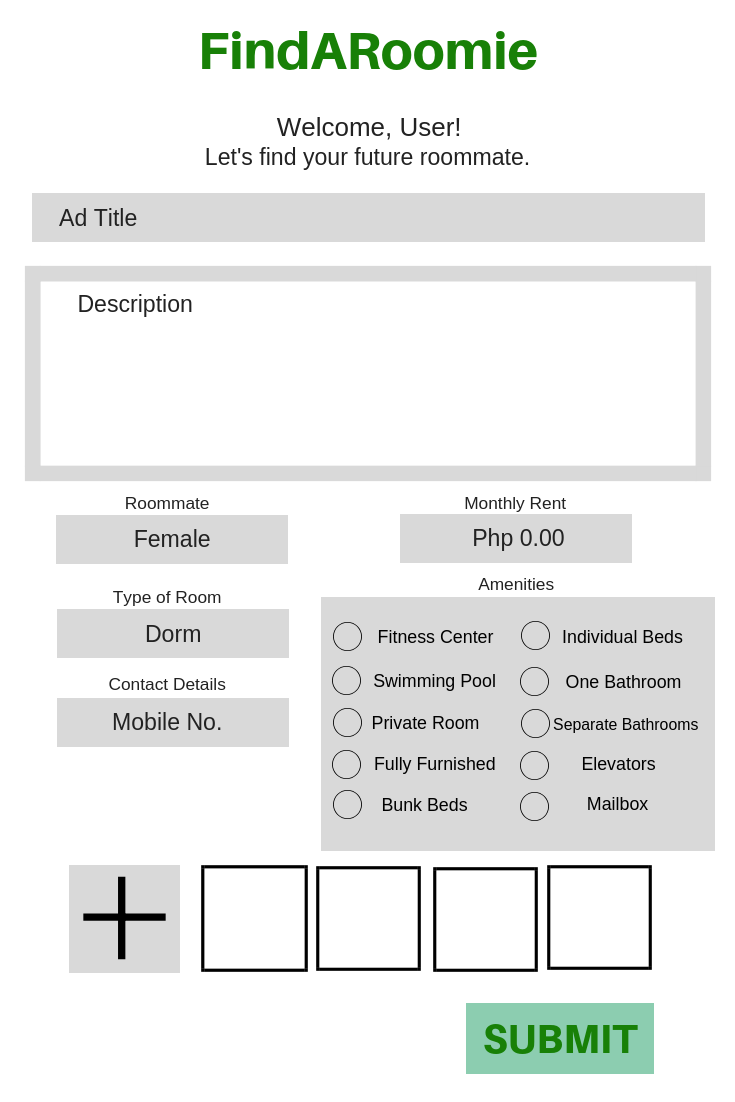 FindARoomie
Welcome, User!
Let's find your future roommate.
Ad Title
Description
Roommate
Female
Monthly Rent
Php 0.00
Type of Room
Dorm
Contact Details
Mobile No.
Amenities
Fitness Center
Individual Beds
Swimming Pool
One Bathroom
Private Room
Separate Bathrooms
Fully Furnished
Elevators
Bunk Beds
Mailbox
SUBMIT